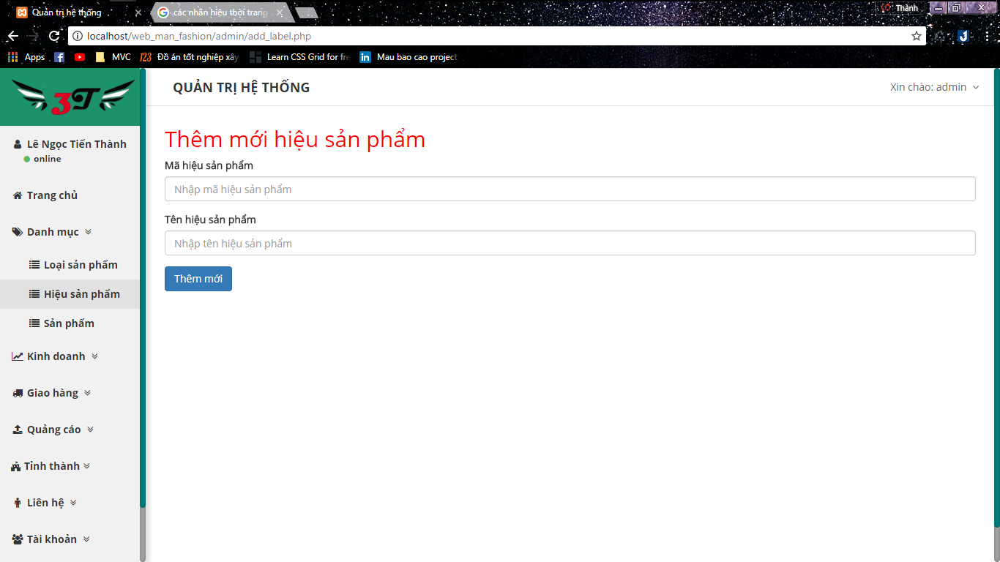 Quản trị hệ thống
các nhãn hiệu thời trang
Thành
localhost/web_man_fashion/admin/add_label.php
Apps
MVC
123 Đồ án tốt nghiệp xây
Learn CSS Grid for fre
in Mau bao cao project
3T
QUẢN TRỊ HỆ THỐNG
Xin chào: admin
Lê Ngọc Tiến Thành
online
Trang chủ
Danh mục
Loại sản phẩm
Hiệu sản phẩm
Sản phẩm
Kinh doanh
Giao hàng
Quảng cáo
Tỉnh thành
Liên hệ
Tài khoản
Thêm mới hiệu sản phẩm
Mã hiệu sản phẩm
Nhập mã hiệu sản phẩm
Tên hiệu sản phẩm
Nhập tên hiệu sản phẩm
Thêm mới